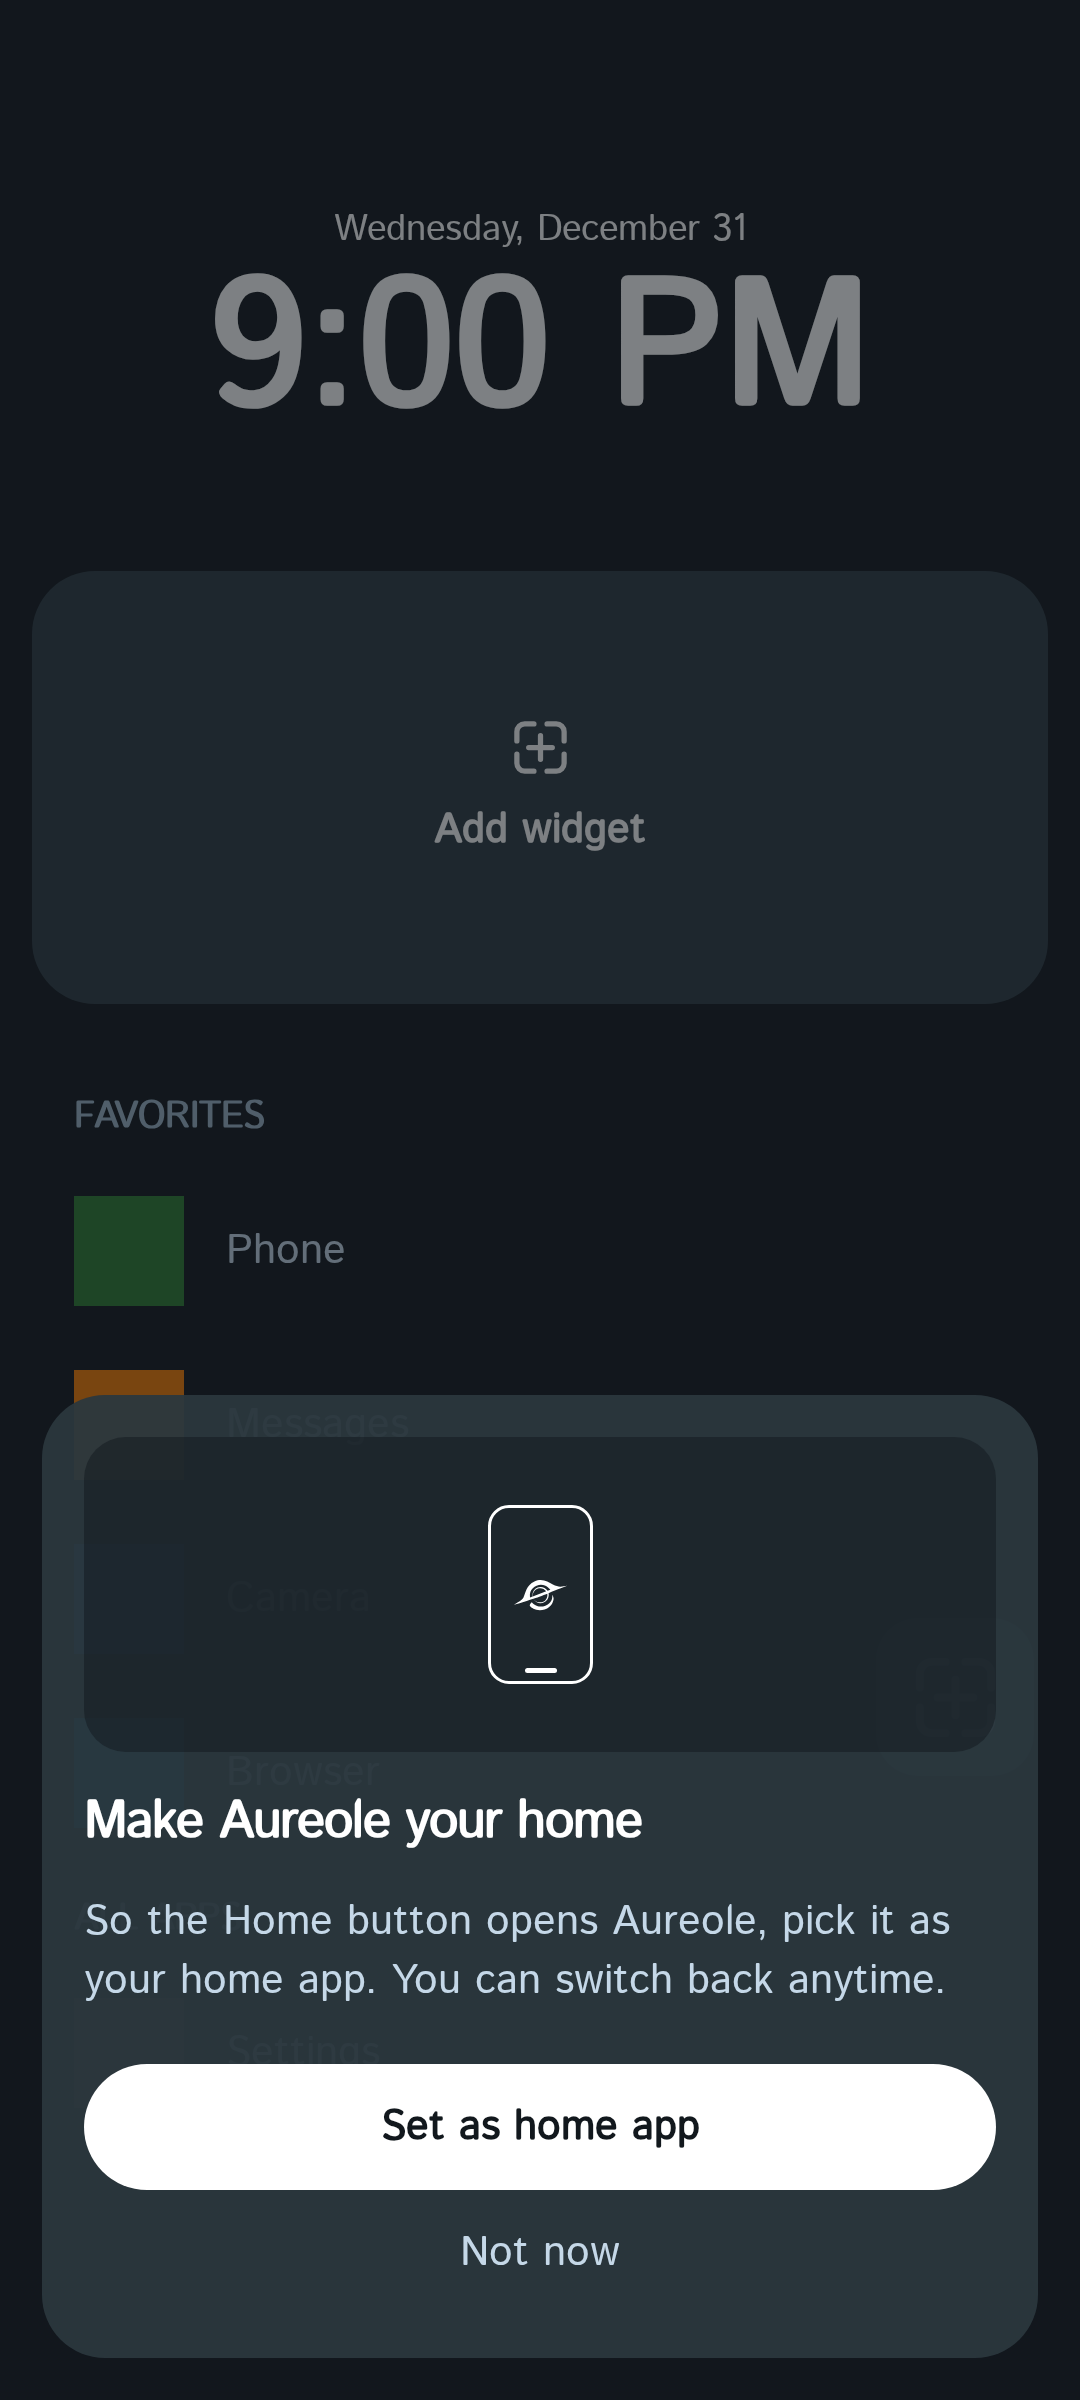 Wednesday, December 31
9:00 PM
Add widget
FAVORITES
Phone
Messages
Camera
Browser
Make Aureole your home
So the Home button opens Aureole, pick it as
your home app. You can switch back anytime.
Settings
Set as home app
Not now